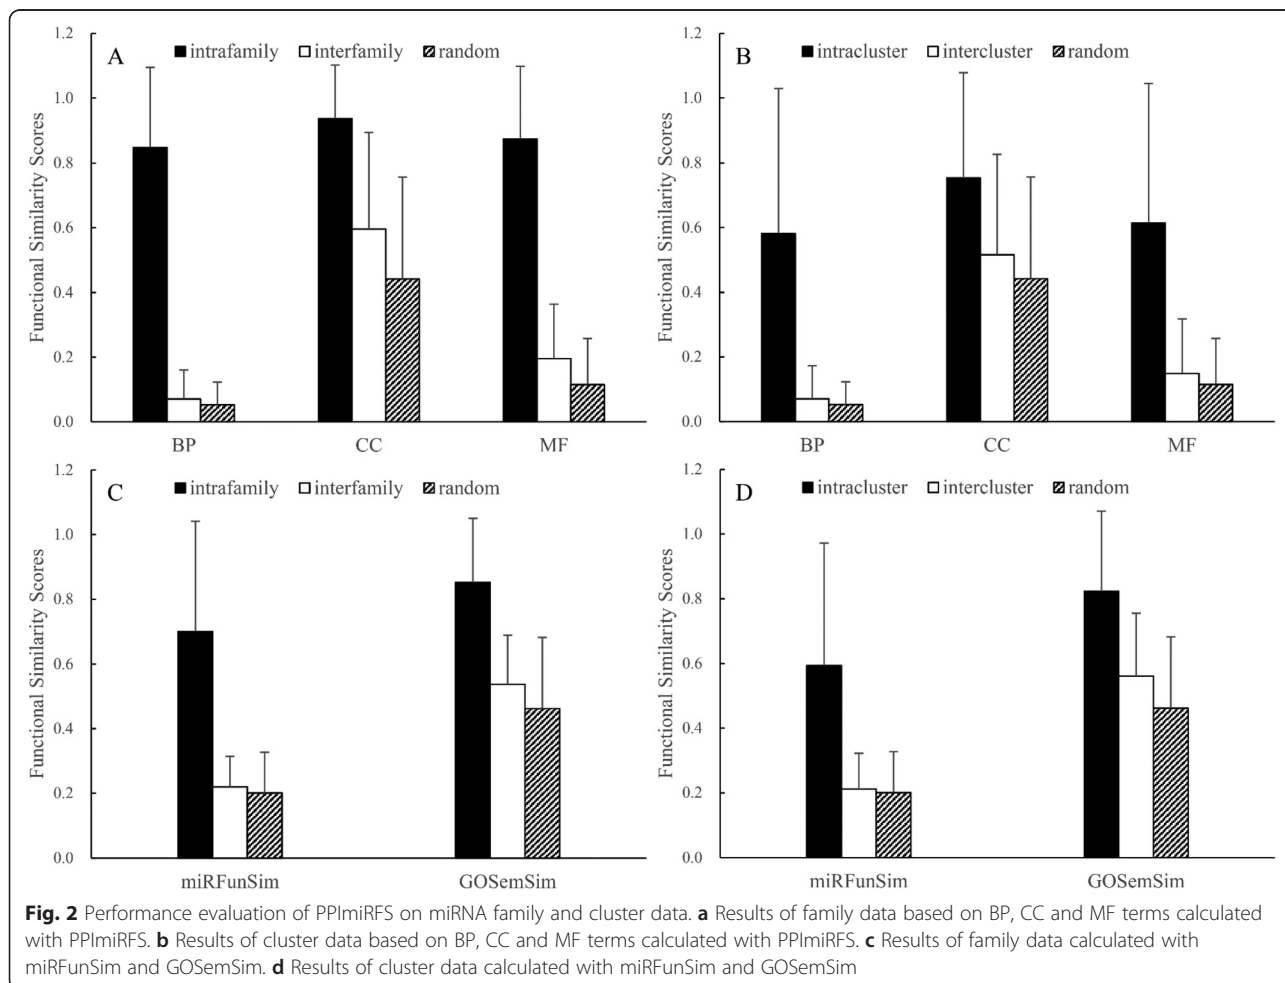 A
intrafamily interfamily random
Functional Similarity Scores
1.2
1.0
0.8
0.6
0.4
0.2
0.0
BP CC MF
B
intracluster intercluster random
Functional Similarity Scores
1.2
1.0
0.8
0.6
0.4
0.2
0.0
BP CC MF
C
intrafamily interfamily random
Functional Similarity Scores
1.2
1.0
0.8
0.6
0.4
0.2
0.0
miRFunSim GOSemSim
D
intracluster intercluster random
Functional Similarity Scores
1.2
1.0
0.8
0.6
0.4
0.2
0.0
miRFunSim GOSemSim
Fig. 2 Performance evaluation of PPImiRFS on miRNA family and cluster data. a Results of family data based on BP, CC and MF terms calculated
with PPImiRFS. b Results of cluster data based on BP, CC and MF terms calculated with PPImiRFS. c Results of family data calculated with
miRFunSim and GOSemSim. d Results of cluster data calculated with miRFunSim and GOSemSim